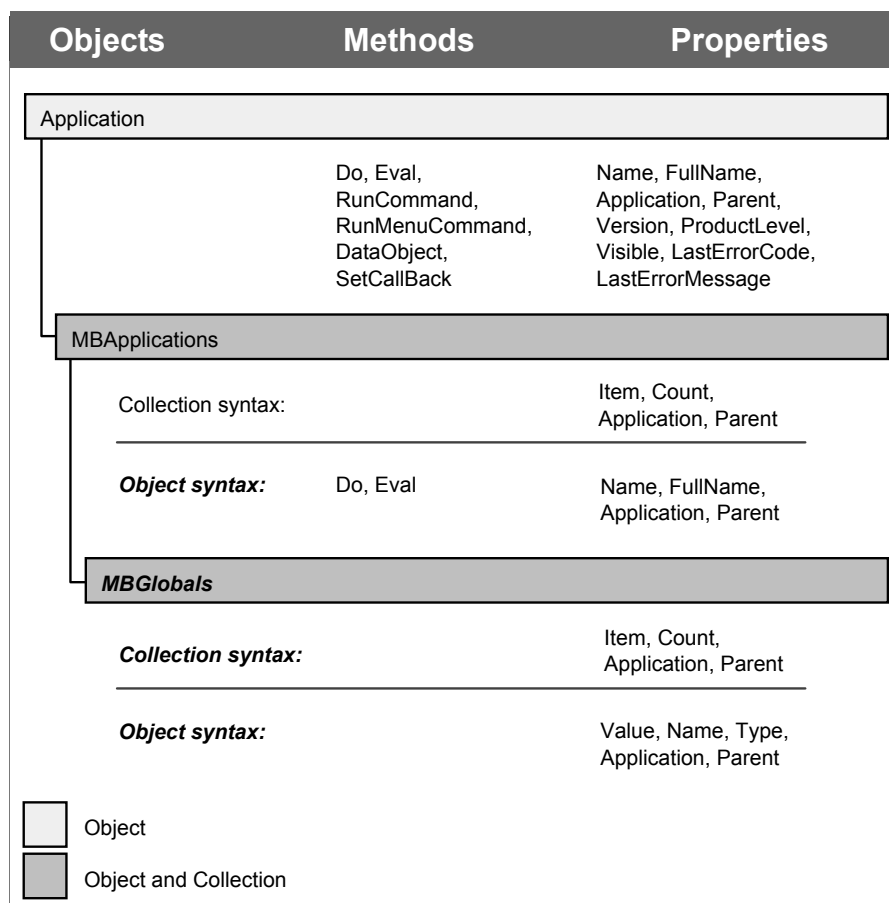 Objects Methods Properties
Application
Do, Eval, Name, FullName,
RunCommand, Application, Parent,
RunMenuCommand, Version, ProductLevel,
DataObject, Visible, LastErrorCode,
SetCallBack LastErrorMessage
MBApplications
Collection syntax: Item, Count,
Application, Parent
Object syntax: Do, Eval Name, FullName,
Application, Parent
MBGlobals
Collection syntax: Item, Count,
Application, Parent
Object syntax: Value, Name, Type,
Application, Parent
Object
Object and Collection